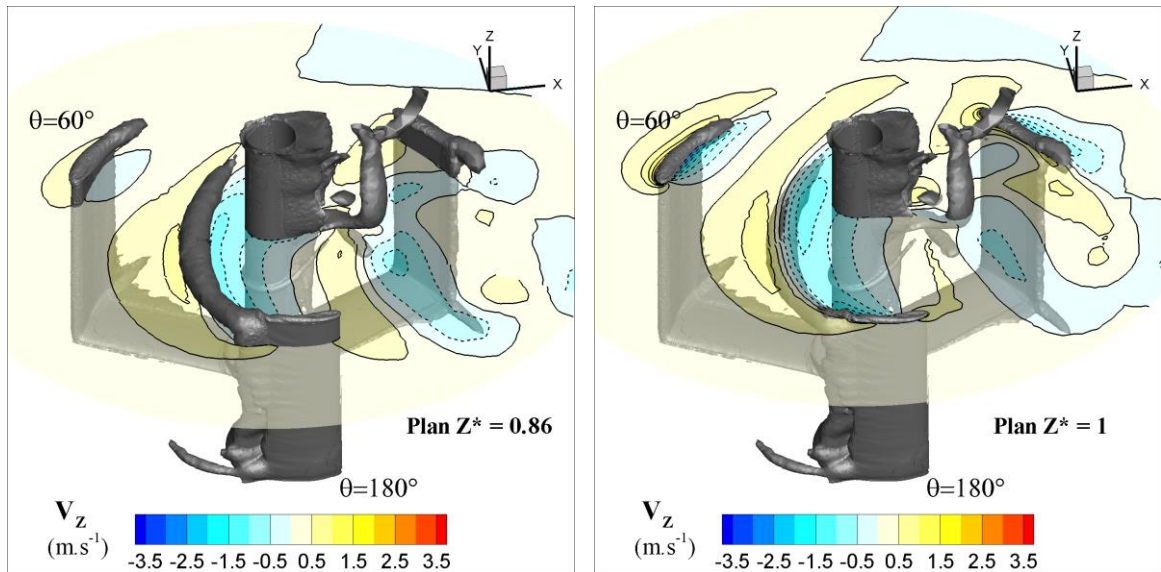 Z
Y
X
θ=60°
Plan Z* = 0.86
θ=180°
V_Z
(m.s⁻¹)
-3.5 -2.5 -1.5 -0.5 0.5 1.5 2.5 3.5
Z
Y
X
θ=60°
Plan Z* = 1
θ=180°
V_Z
(m.s⁻¹)
-3.5 -2.5 -1.5 -0.5 0.5 1.5 2.5 3.5